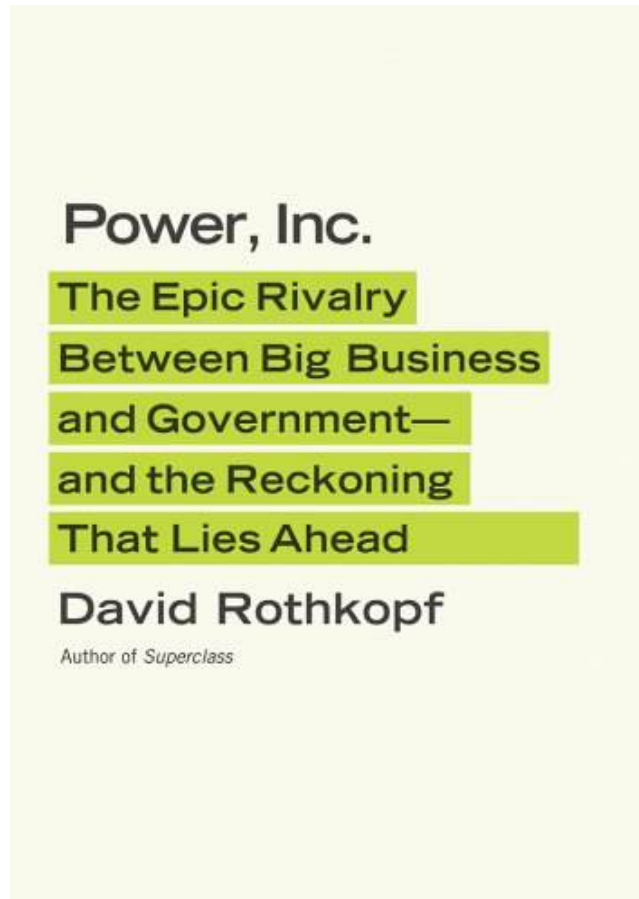 Power, Inc.
The Epic Rivalry
Between Big Business
and Government—
and the Reckoning
That Lies Ahead
David Rothkopf
Author of Superclass